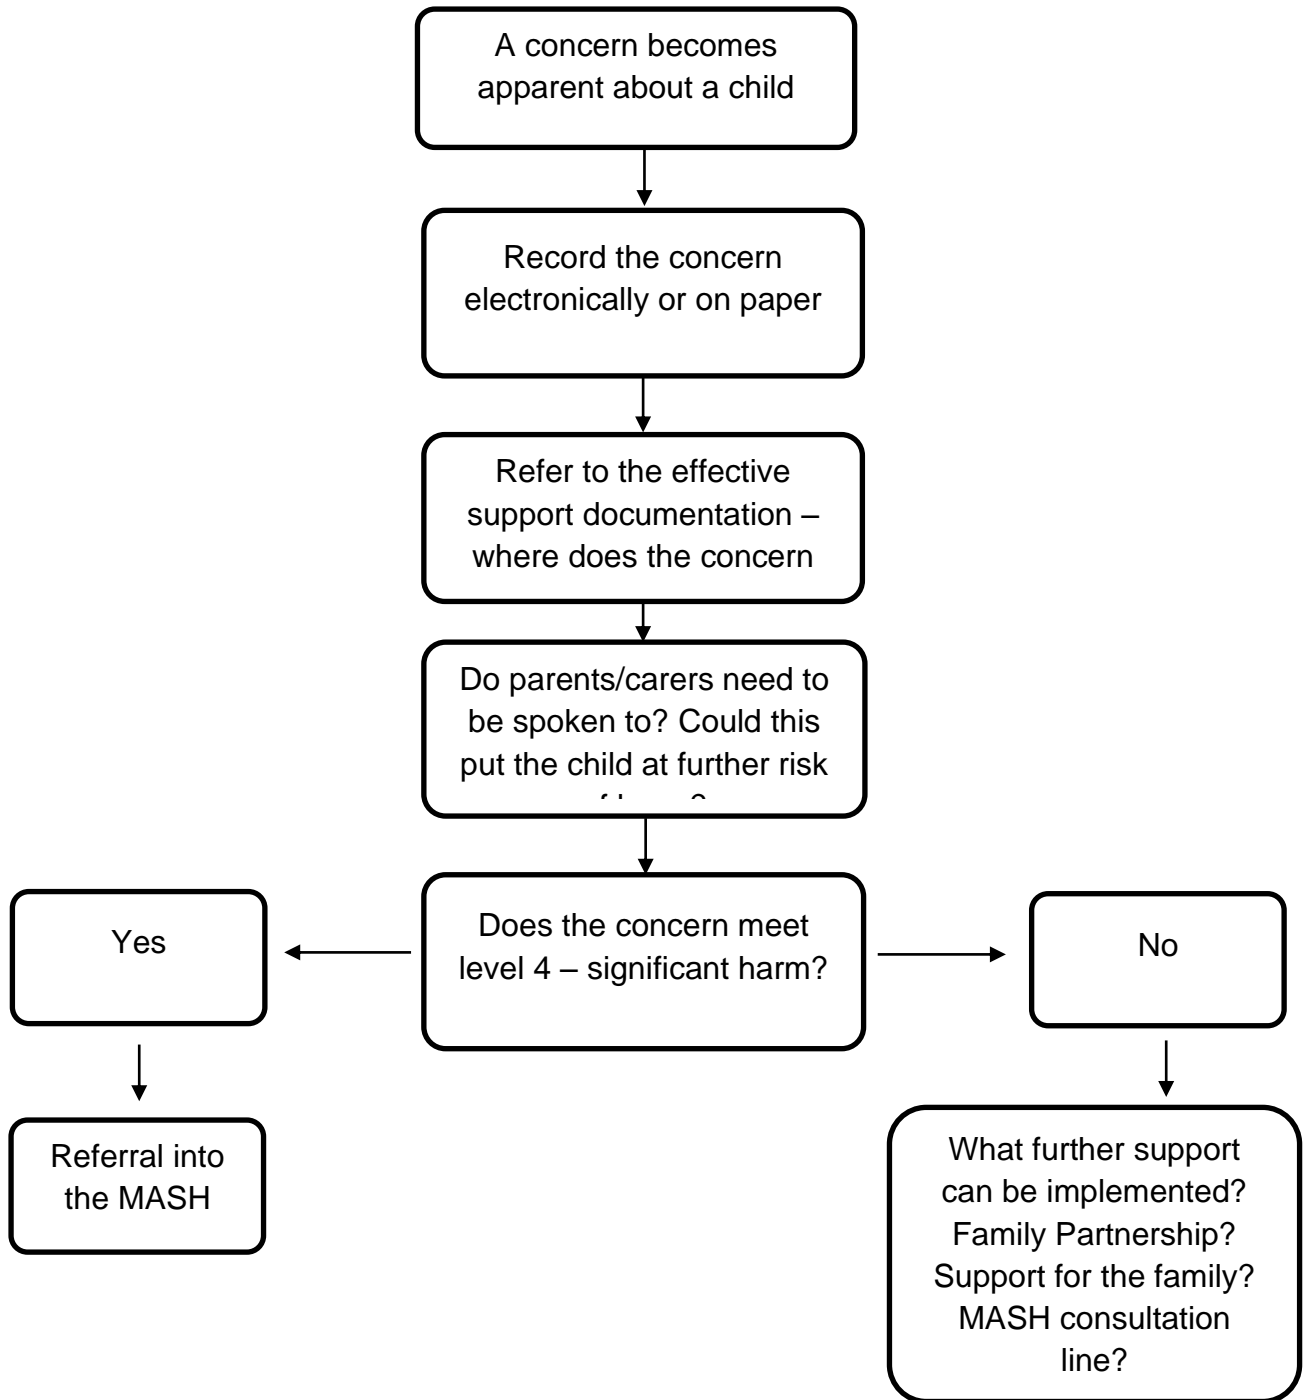 A concern becomes
apparent about a child
Record the concern
electronically or on paper
Refer to the effective
support documentation –
where does the concern
Do parents/carers need to
be spoken to? Could this
put the child at further risk
Does the concern meet
level 4 – significant harm?
Yes
No
Referral into
the MASH
What further support
can be implemented?
Family Partnership?
Support for the family?
MASH consultation
line?